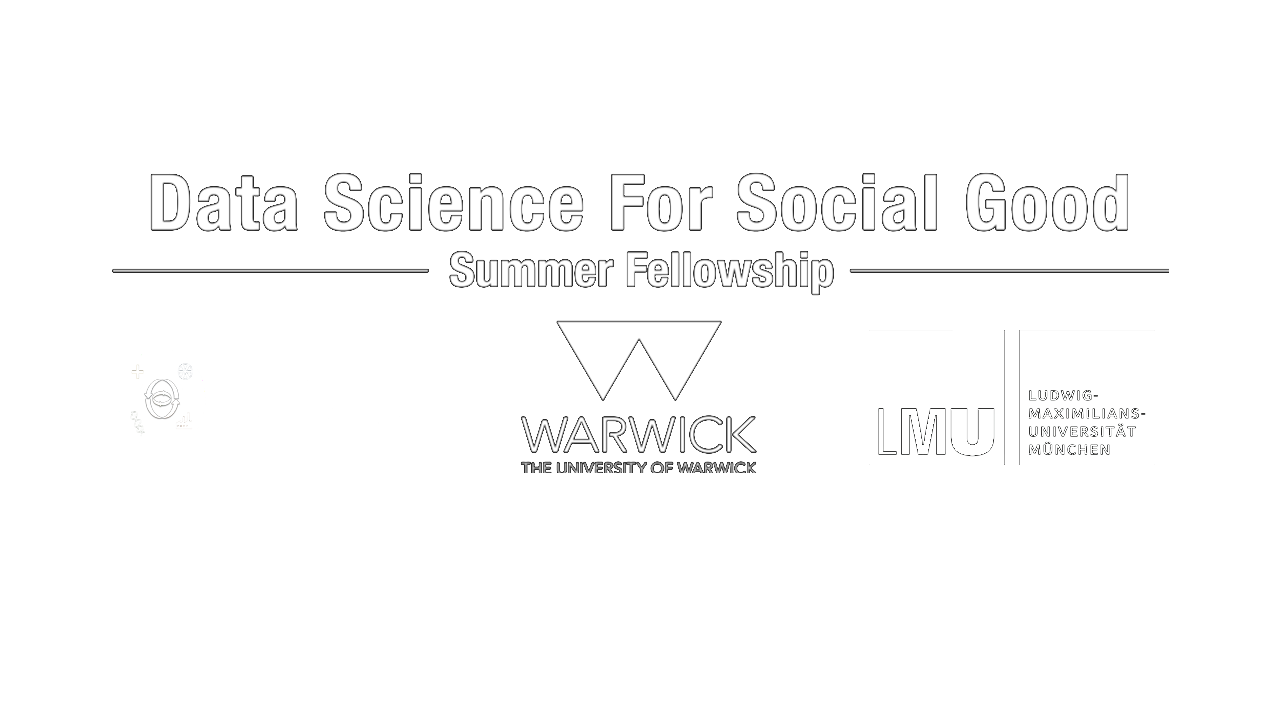 Data Science For Social Good
Summer Fellowship
WARWICK
THE UNIVERSITY OF WARWICK
LMU
LUDWIG-
MAXIMILIANS-
UNIVERSITÄT
MÜNCHEN